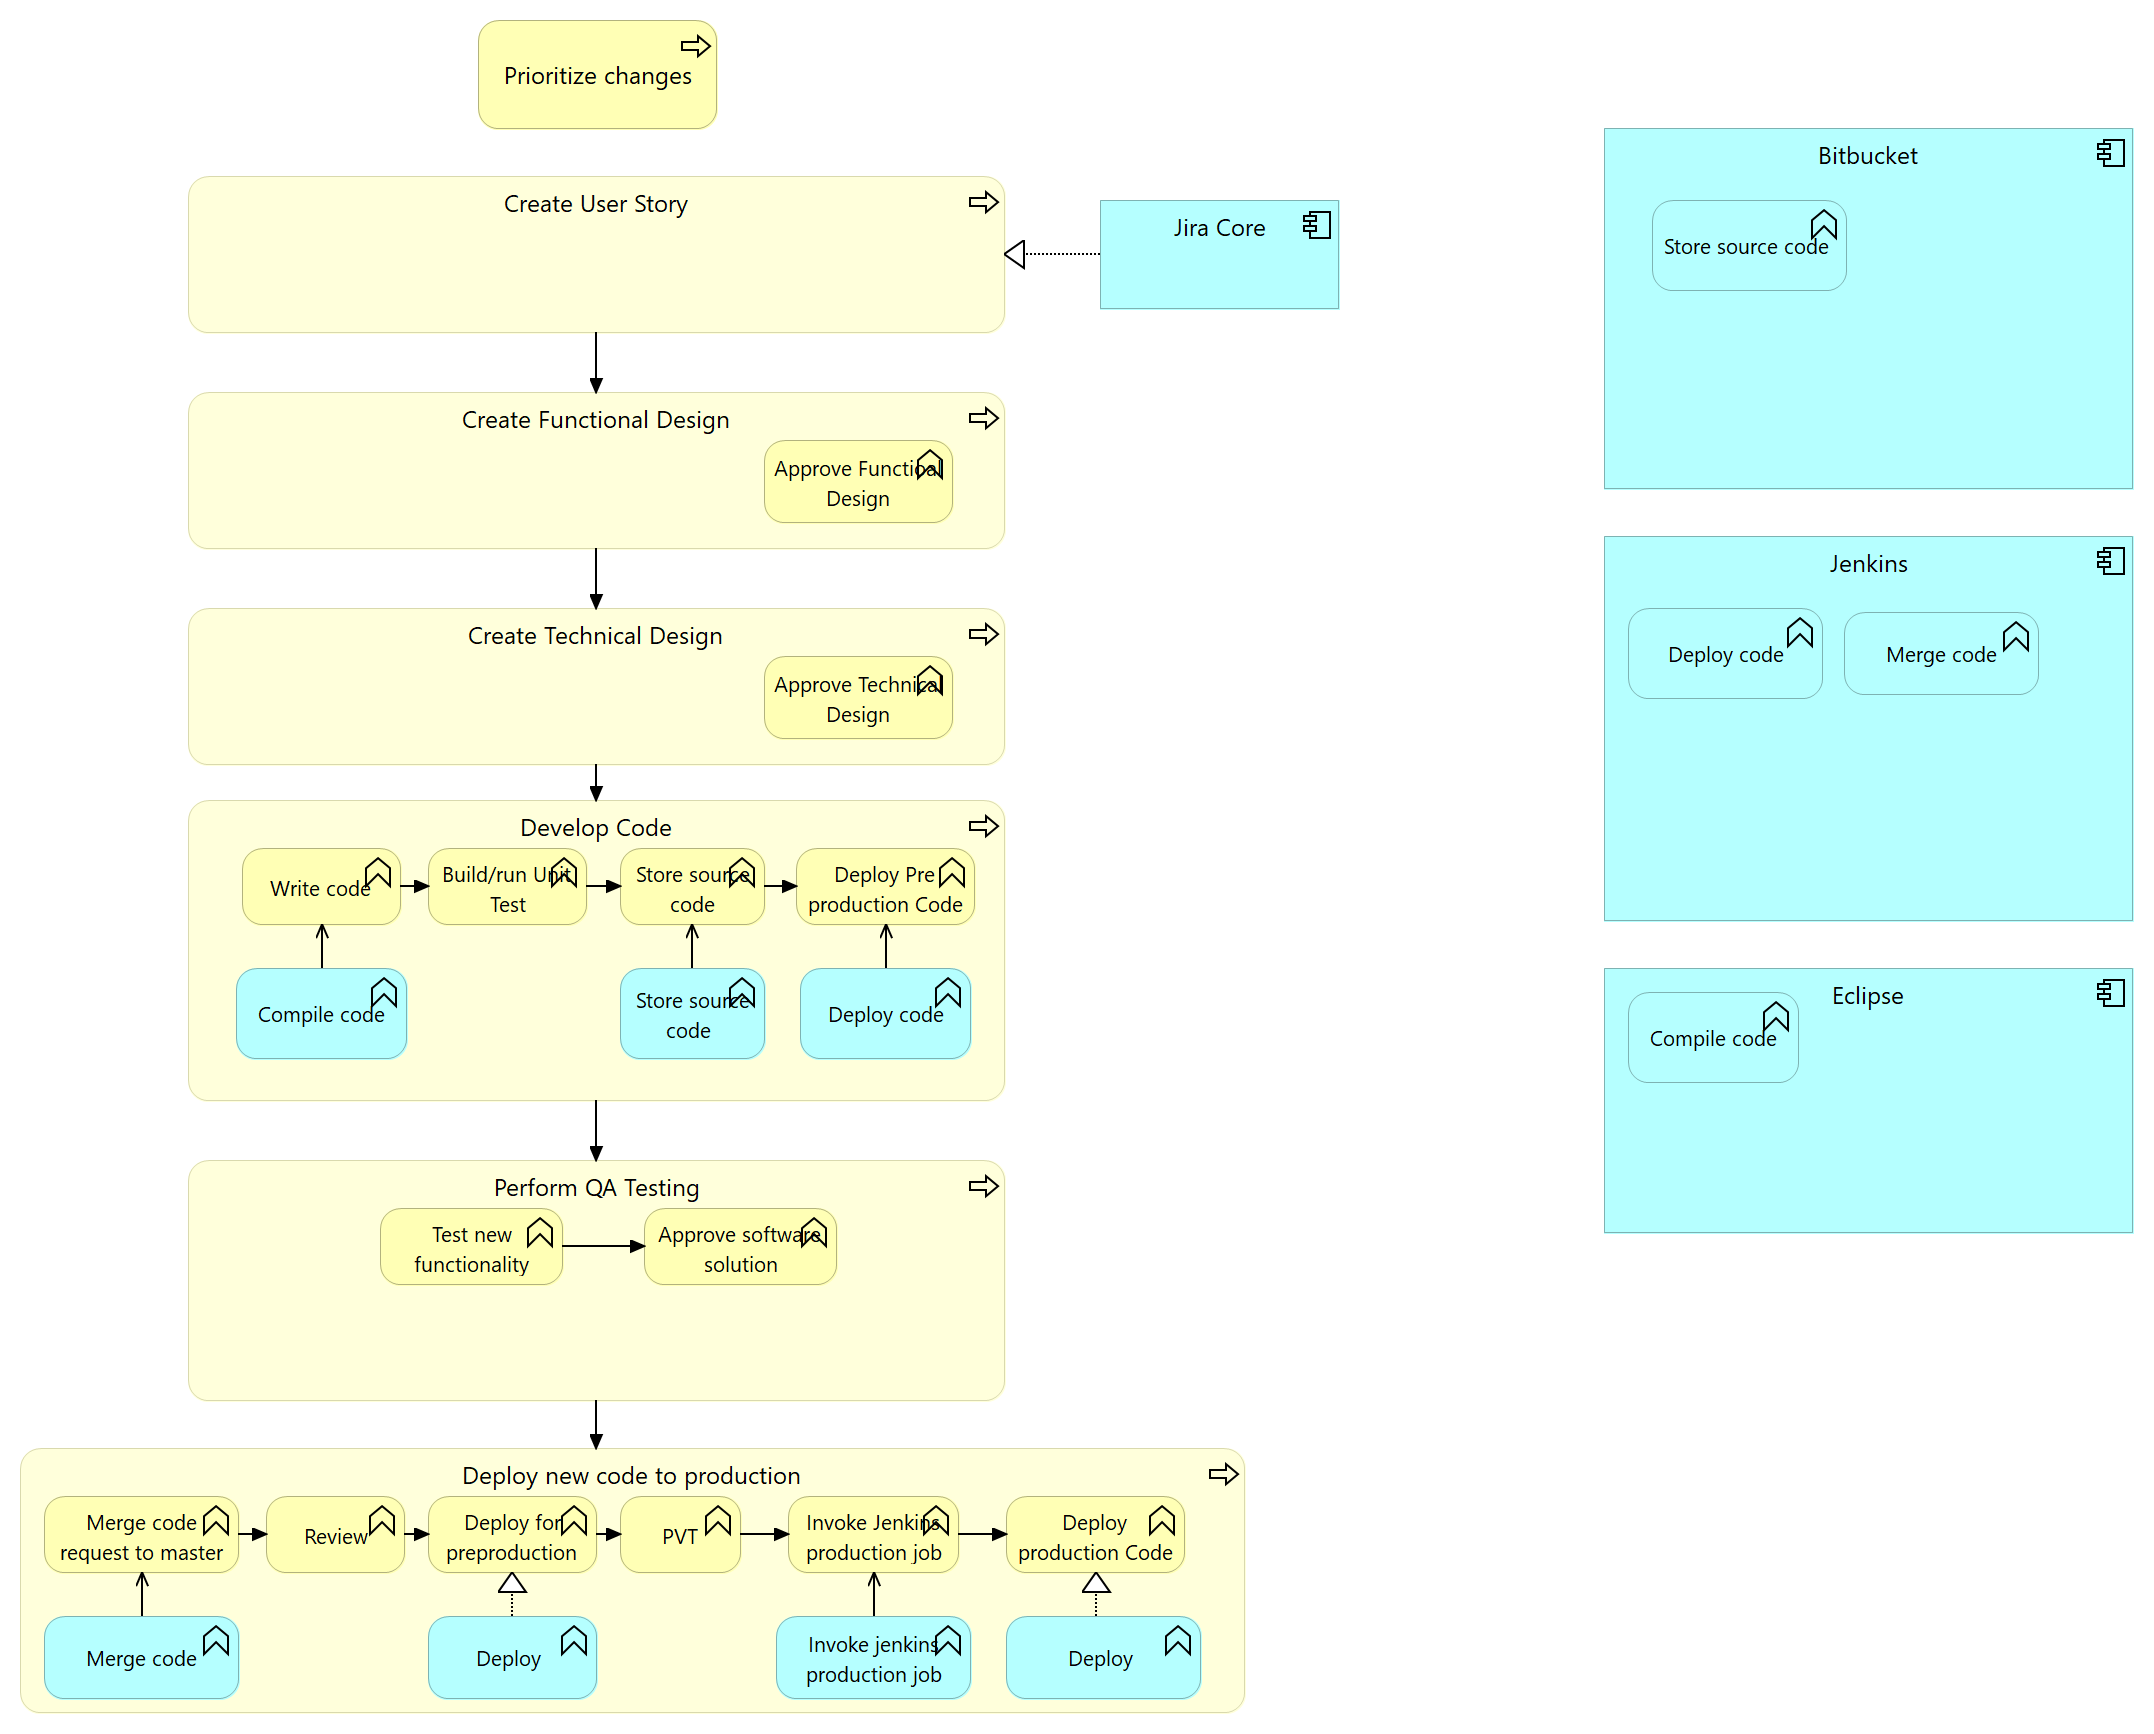 Prioritize changes
Create User Story
Jira Core
Bitbucket
Store source code
Create Functional Design
Approve Functioal
Design
Jenkins
Deploy code
Merge code
Create Technical Design
Approve Technical
Design
Develop Code
Write code
Build/run Unit
Test
Store source
code
Deploy Pre
production Code
Compile code
Store source
code
Deploy code
Eclipse
Compile code
Perform QA Testing
Test new
functionality
Approve software
solution
Deploy new code to production
Merge code
request to master
Review
Deploy for
preproduction
PVT
Invoke Jenkins
production job
Deploy
production Code
Merge code
Deploy
Invoke jenkins
production job
Deploy